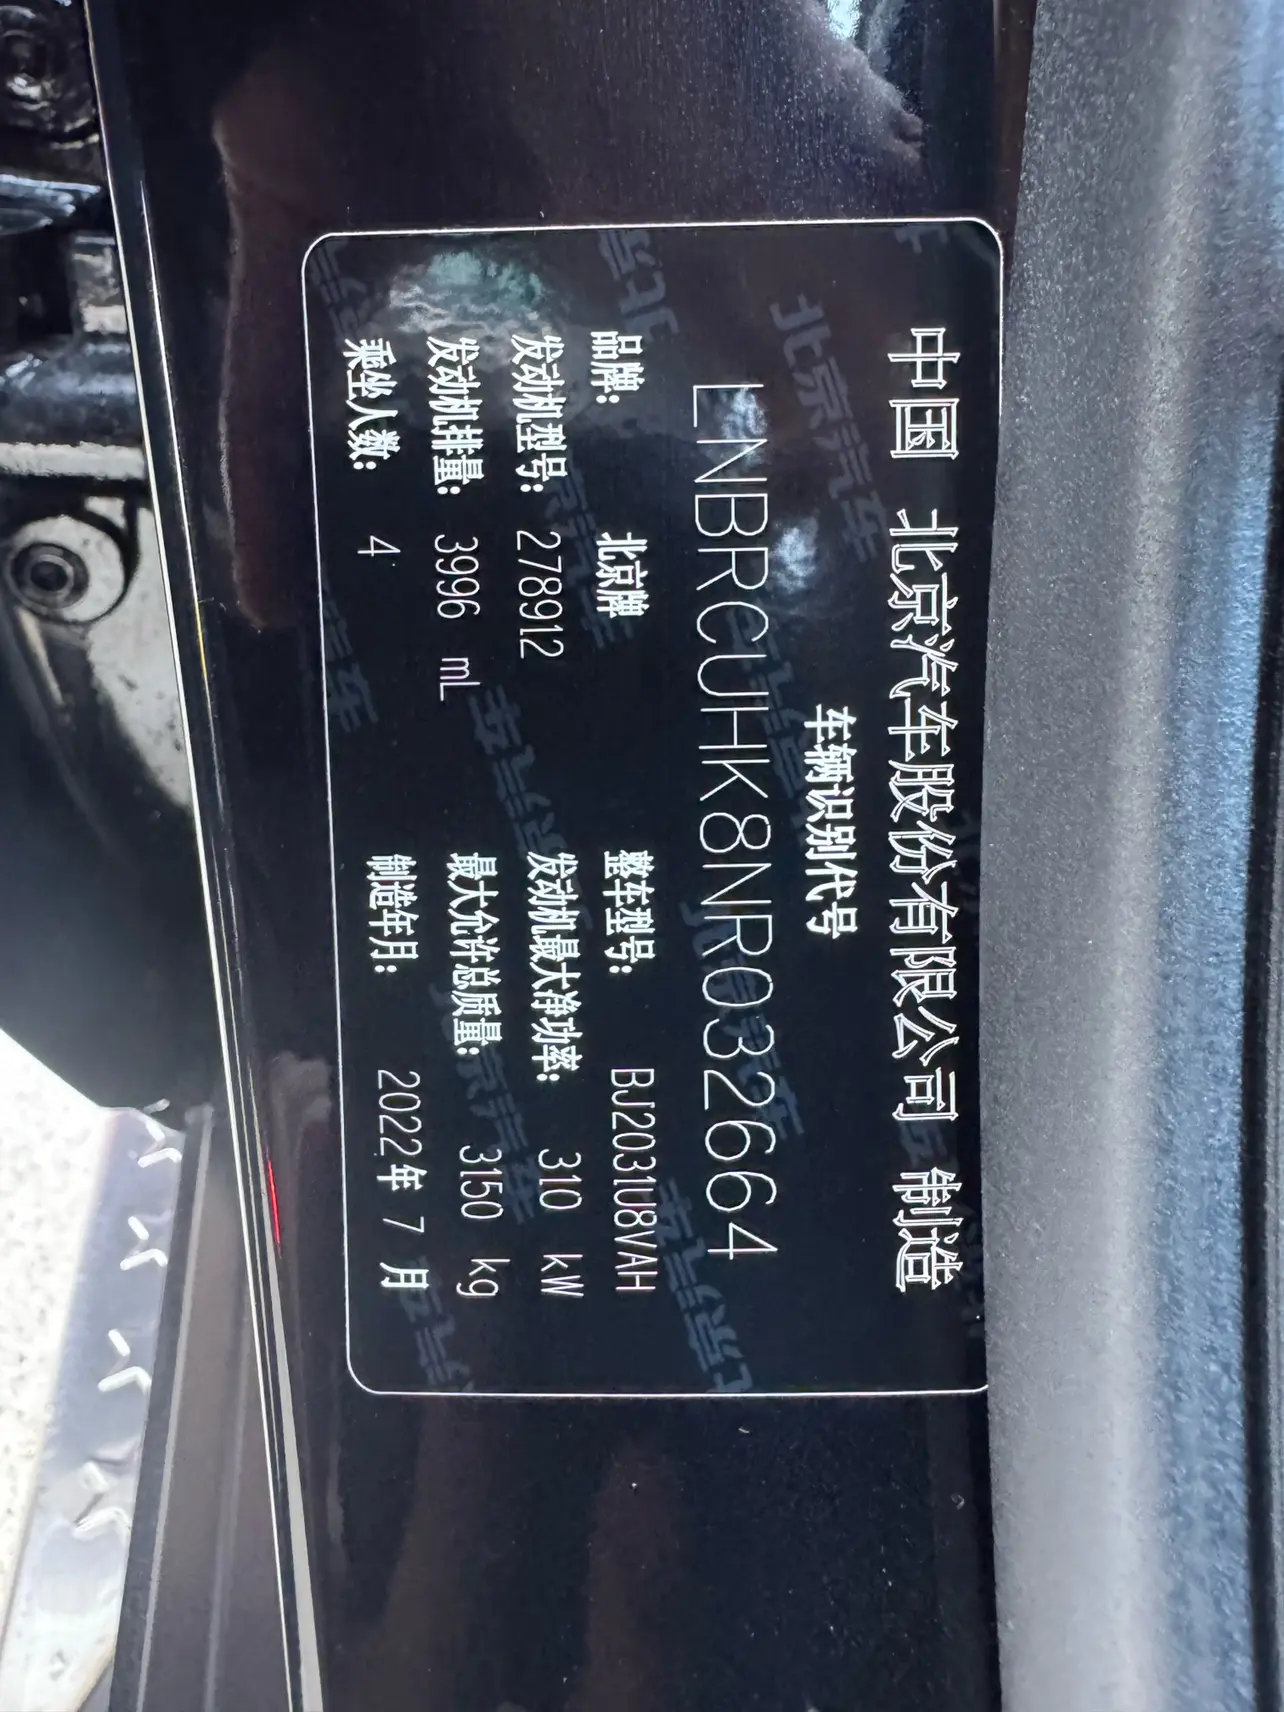 中国 北京汽车股份有限公司 制造
车辆识别代号
LNBRCUHK8NR032664
品牌: 北京牌 整车型号: BJ2031U8VAH
发动机型号: 278912 发动机最大净功率: 310 kW
发动机排量: 3996 mL 最大允许总质量: 3150 kg
乘坐人数: 4 制造年月: 2022年 7 月
北京汽车